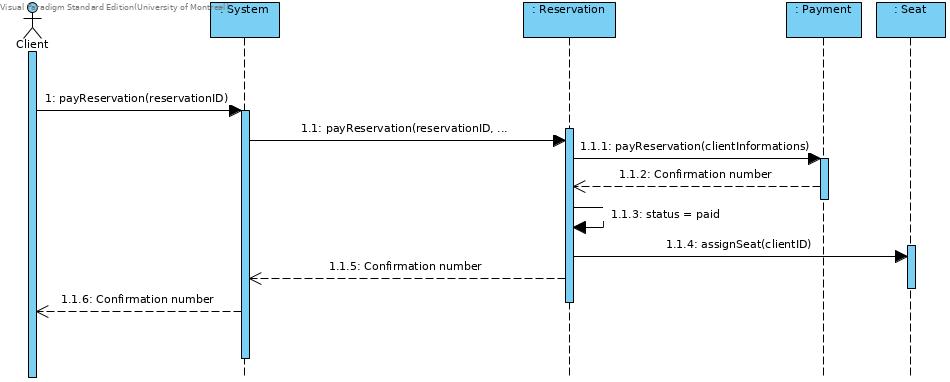 Visual Paradigm Standard Edition(University of Montreal)
: System
: Reservation
: Payment
: Seat
Client
1: payReservation(reservationID)
1.1: payReservation(reservationID, ...
1.1.1: payReservation(clientInformations)
1.1.2: Confirmation number
1.1.3: status = paid
1.1.4: assignSeat(clientID)
1.1.5: Confirmation number
1.1.6: Confirmation number